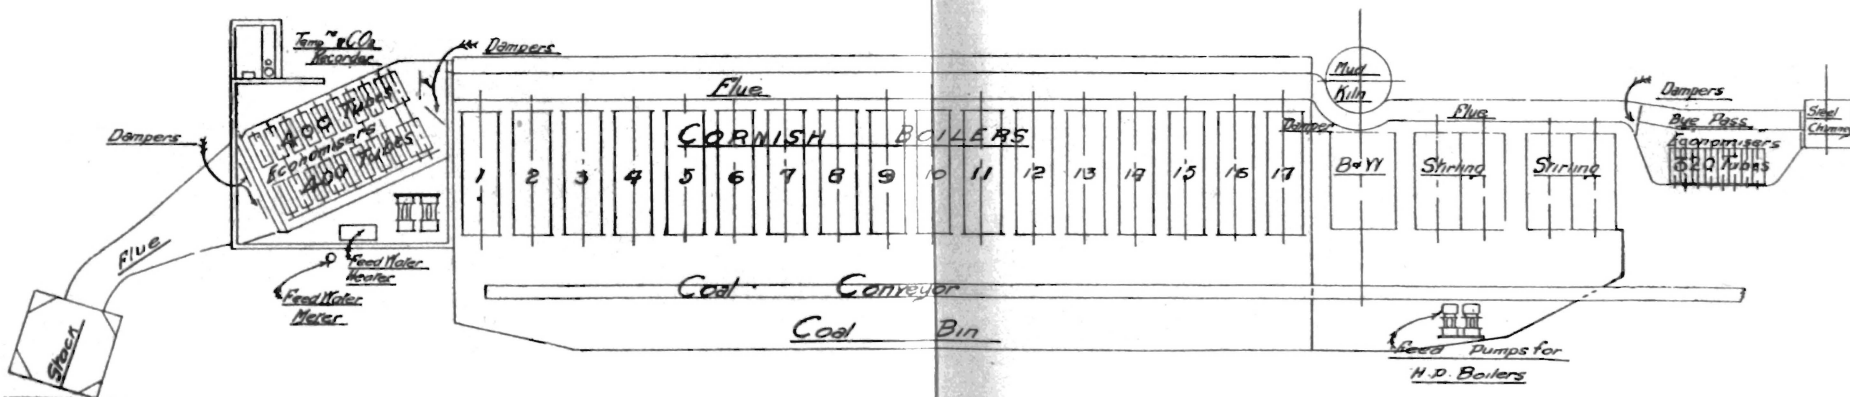 Tempre & CO2
Recorder
Dampers
Dampers
400 Tubes
Economisers
400 Tubes
Flue
Stack
Feed Water
Heater
Feed Water
Meter
Flue
CORNISH BOILERS
1 2 3 4 5 6 7 8 9 10 11 12 13 14 15 16 17
Coal Conveyor
Coal Bin
Mud
Kiln
Damper
B&W
Stirling
Stirling
Flue
Dampers
Bye Pass
Economisers
320 Tubes
Steel
Chimney
Feed Pumps for
H.P. Boilers